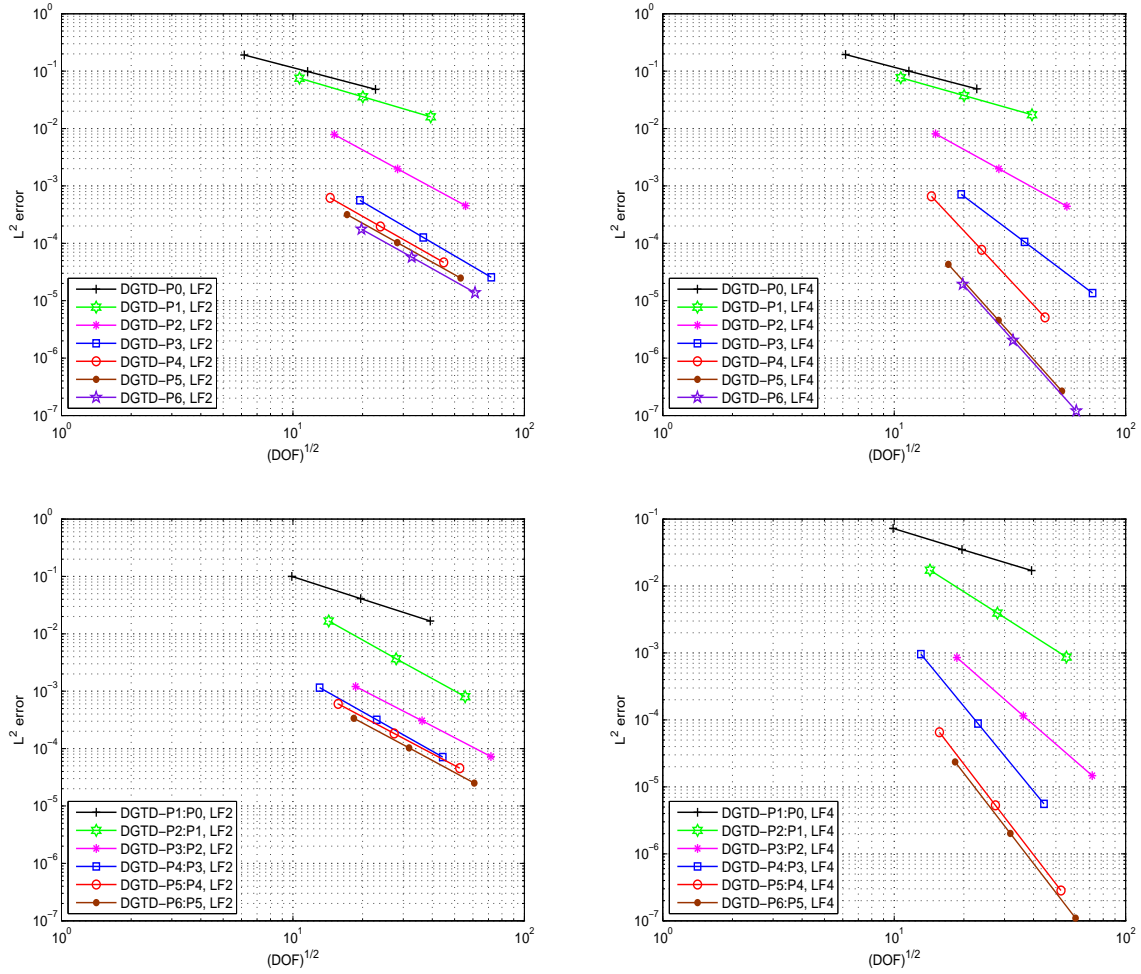 10^0
10^-1
10^-2
10^-3
10^-4
10^-5
10^-6
10^-7
L^2 error
DGTD−P0, LF2
DGTD−P1, LF2
DGTD−P2, LF2
DGTD−P3, LF2
DGTD−P4, LF2
DGTD−P5, LF2
DGTD−P6, LF2
10^0
10^1
10^2
(DOF)^1/2
10^0
10^-1
10^-2
10^-3
10^-4
10^-5
10^-6
10^-7
L^2 error
DGTD−P0, LF4
DGTD−P1, LF4
DGTD−P2, LF4
DGTD−P3, LF4
DGTD−P4, LF4
DGTD−P5, LF4
DGTD−P6, LF4
10^0
10^1
10^2
(DOF)^1/2
10^0
10^-1
10^-2
10^-3
10^-4
10^-5
10^-6
10^-7
L^2 error
DGTD−P1:P0, LF2
DGTD−P2:P1, LF2
DGTD−P3:P2, LF2
DGTD−P4:P3, LF2
DGTD−P5:P4, LF2
DGTD−P6:P5, LF2
10^0
10^1
10^2
(DOF)^1/2
10^-1
10^-2
10^-3
10^-4
10^-5
10^-6
10^-7
L^2 error
DGTD−P1:P0, LF4
DGTD−P2:P1, LF4
DGTD−P3:P2, LF4
DGTD−P4:P3, LF4
DGTD−P5:P4, LF4
DGTD−P6:P5, LF4
10^0
10^1
10^2
(DOF)^1/2